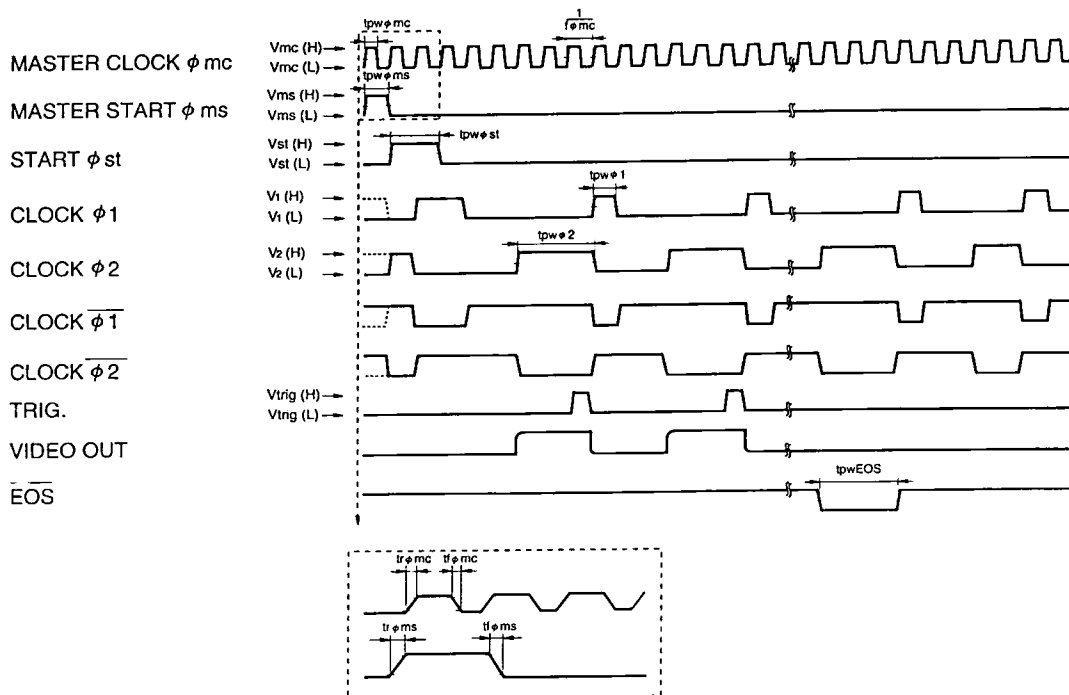 tpwφmc
1
fφmc
MASTER CLOCK φmc
Vmc (H)
Vmc (L)
tpwφms
MASTER START φms
Vms (H)
Vms (L)
tpwφst
START φst
Vst (H)
Vst (L)
tpwφ1
CLOCK φ1
V1 (H)
V1 (L)
tpwφ2
CLOCK φ2
V2 (H)
V2 (L)
CLOCK φ1
CLOCK φ2
TRIG.
Vtrig (H)
Vtrig (L)
VIDEO OUT
tpwEOS
EOS
trφmc
tfφmc
trφms
tfφms